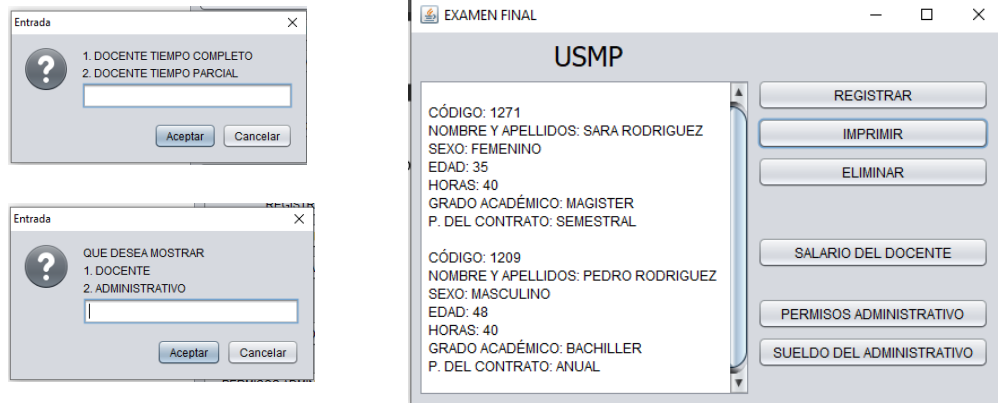 Entrada
1. DOCENTE TIEMPO COMPLETO
2. DOCENTE TIEMPO PARCIAL
Aceptar
Cancelar
REGISTR
Entrada
QUE DESEA MOSTRAR
1. DOCENTE
2. ADMINISTRATIVO
Aceptar
Cancelar
EXAMEN FINAL
USMP
CÓDIGO: 1271
NOMBRE Y APELLIDOS: SARA RODRIGUEZ
SEXO: FEMENINO
EDAD: 35
HORAS: 40
GRADO ACADÉMICO: MAGISTER
P. DEL CONTRATO: SEMESTRAL
CÓDIGO: 1209
NOMBRE Y APELLIDOS: PEDRO RODRIGUEZ
SEXO: MASCULINO
EDAD: 48
HORAS: 40
GRADO ACADÉMICO: BACHILLER
P. DEL CONTRATO: ANUAL
REGISTRAR
IMPRIMIR
ELIMINAR
SALARIO DEL DOCENTE
PERMISOS ADMINISTRATIVO
SUELDO DEL ADMINISTRATIVO